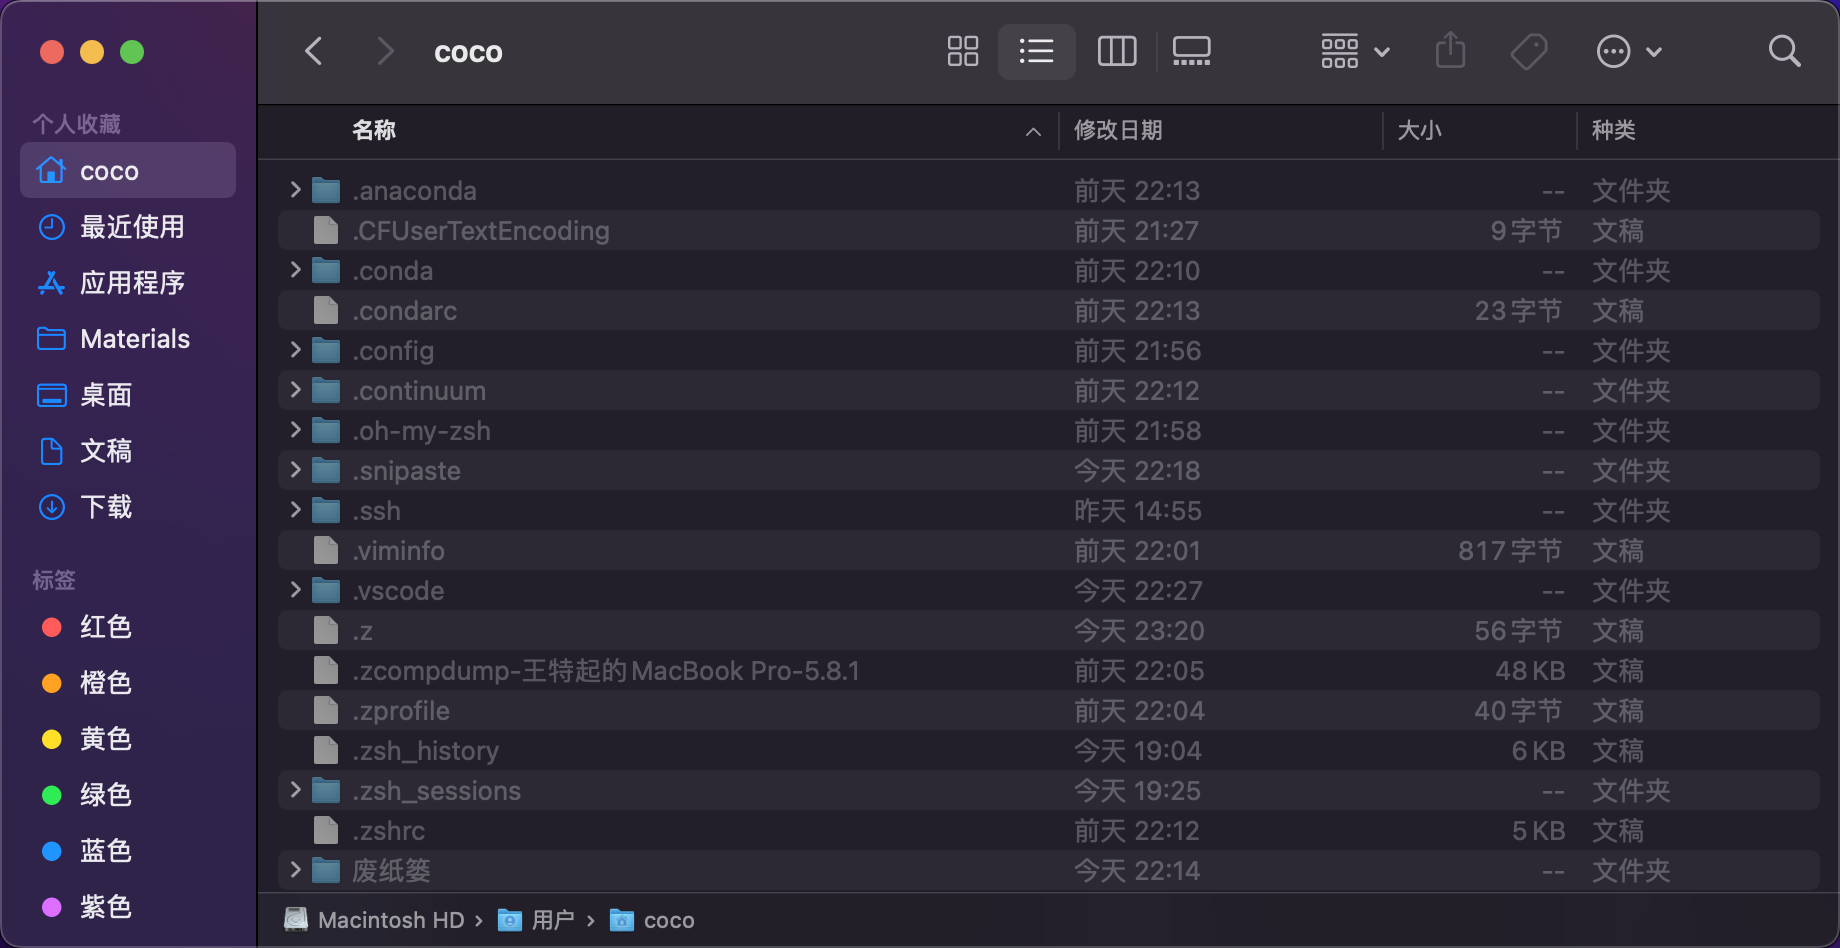 coco
个人收藏
coco
最近使用
应用程序
Materials
桌面
文稿
下载
标签
红色
橙色
黄色
绿色
蓝色
紫色
名称 修改日期 大小 种类
.anaconda 前天 22:13 -- 文件夹
.CFUserTextEncoding 前天 21:27 9 字节 文稿
.conda 前天 22:10 -- 文件夹
.condarc 前天 22:13 23 字节 文稿
.config 前天 21:56 -- 文件夹
.continuum 前天 22:12 -- 文件夹
.oh-my-zsh 前天 21:58 -- 文件夹
.snipaste 今天 22:18 -- 文件夹
.ssh 昨天 14:55 -- 文件夹
.viminfo 前天 22:01 817 字节 文稿
.vscode 今天 22:27 -- 文件夹
.z 今天 23:20 56 字节 文稿
.zcompdump-王特起的MacBook Pro-5.8.1 前天 22:05 48 KB 文稿
.zprofile 前天 22:04 40 字节 文稿
.zsh_history 今天 19:04 6 KB 文稿
.zsh_sessions 今天 19:25 -- 文件夹
.zshrc 前天 22:12 5 KB 文稿
废纸篓 今天 22:14 -- 文件夹
Macintosh HD › 用户 › coco